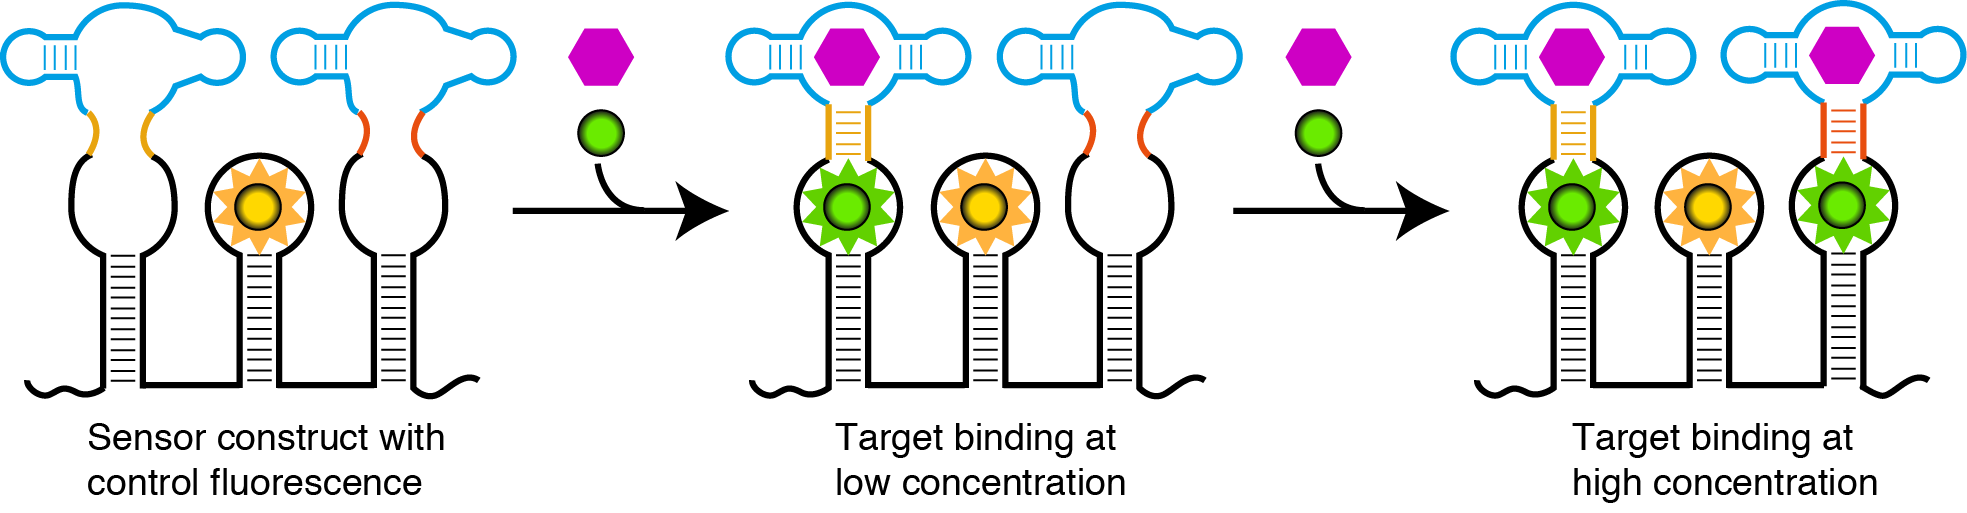 Sensor construct with
control fluorescence
Target binding at
low concentration
Target binding at
high concentration